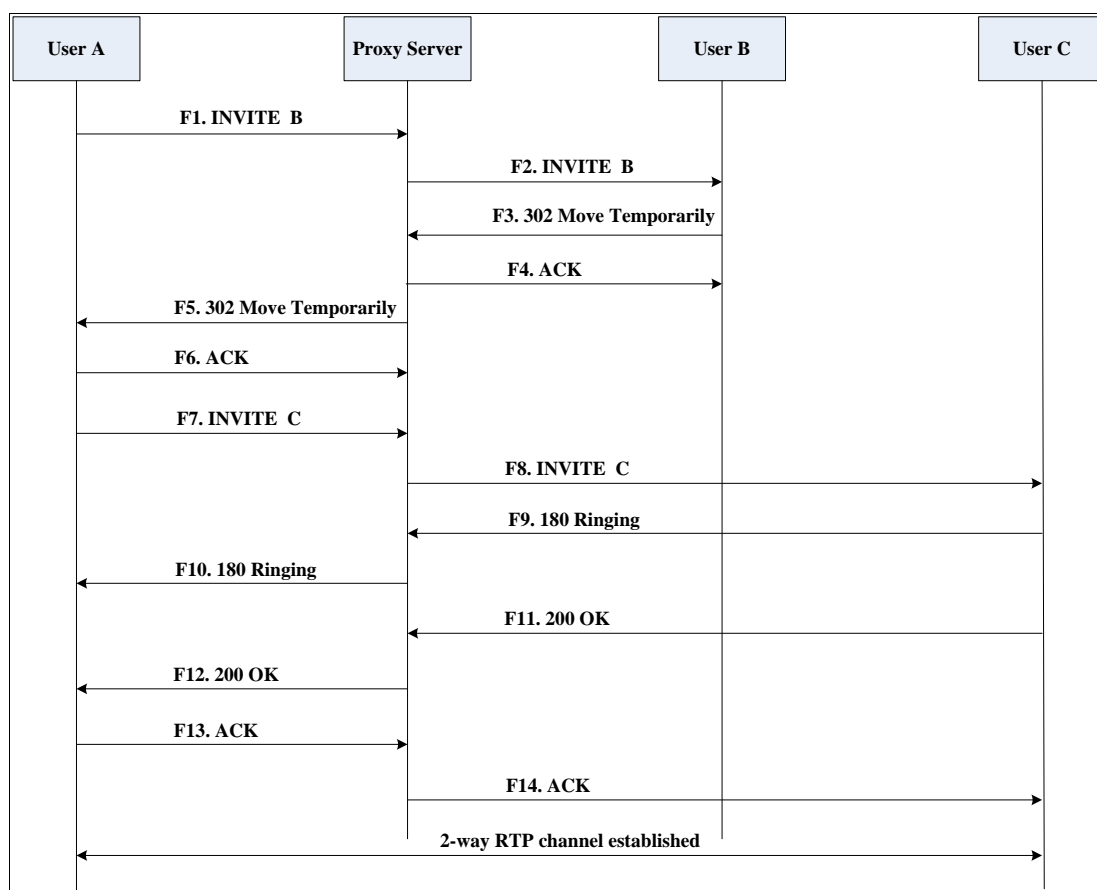 User A
Proxy Server
User B
User C
F1. INVITE B
F2. INVITE B
F3. 302 Move Temporarily
F4. ACK
F5. 302 Move Temporarily
F6. ACK
F7. INVITE C
F8. INVITE C
F9. 180 Ringing
F10. 180 Ringing
F11. 200 OK
F12. 200 OK
F13. ACK
F14. ACK
2-way RTP channel established